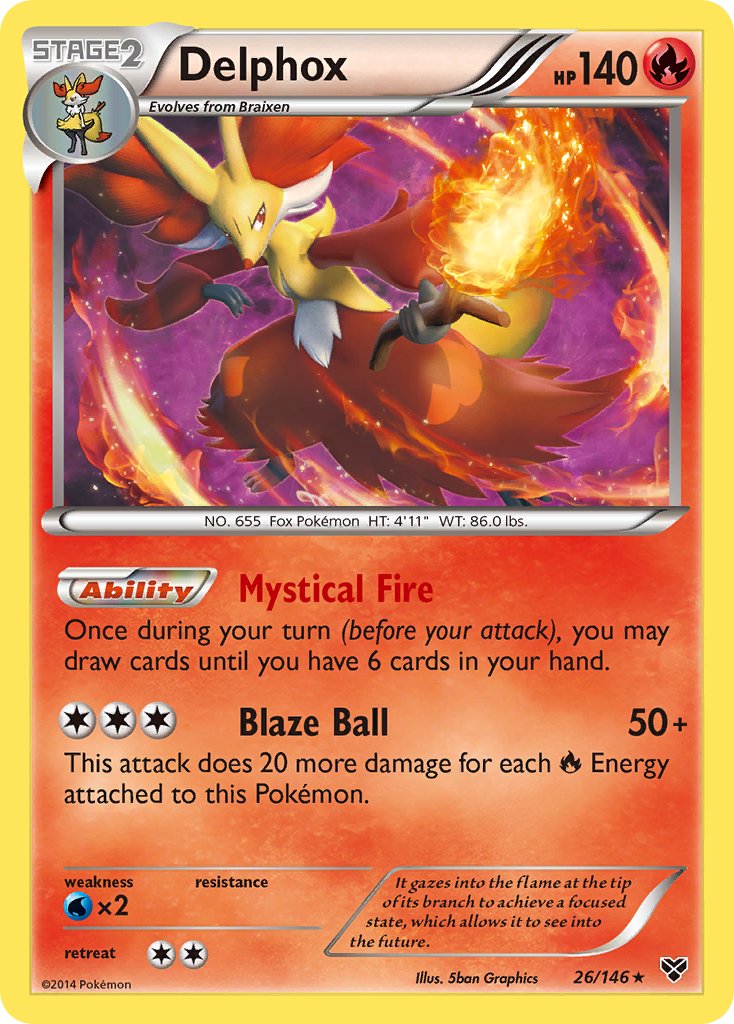 STAGE2
Delphox
HP140
Evolves from Braixen
NO. 655 Fox Pokémon HT: 4'11" WT: 86.0 lbs.
Ability Mystical Fire
Once during your turn (before your attack), you may
draw cards until you have 6 cards in your hand.
Blaze Ball 50+
This attack does 20 more damage for each Energy
attached to this Pokémon.
weakness resistance
×2
retreat
It gazes into the flame at the tip
of its branch to achieve a focused
state, which allows it to see into
the future.
©2014 Pokémon Illus. 5ban Graphics 26/146★